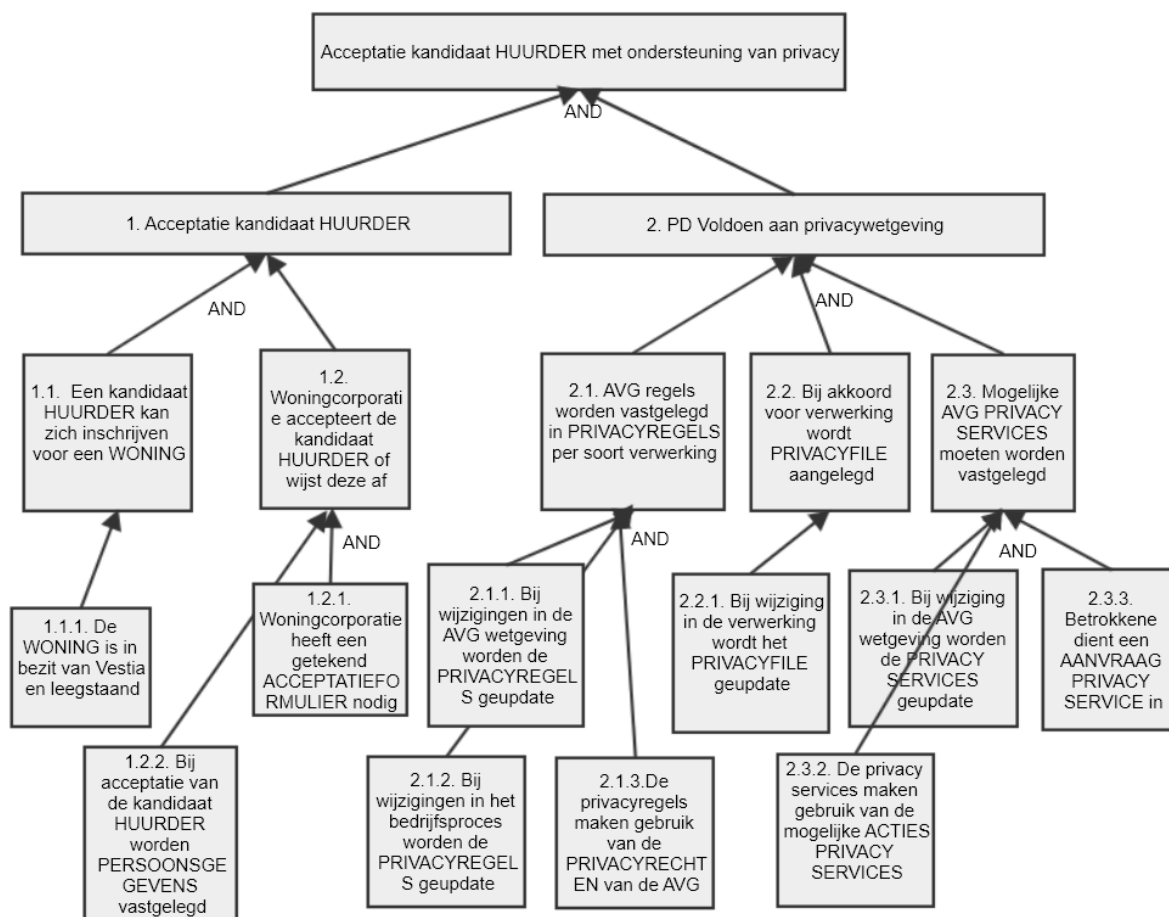 Acceptatie kandidaat HUURDER met ondersteuning van privacy
AND
1. Acceptatie kandidaat HUURDER
2. PD Voldoen aan privacywetgeving
AND
AND
1.1. Een kandidaat
HUURDER kan
zich inschrijven
voor een WONING
1.2.
Woningcorporati
e accepteert de
kandidaat
HUURDER of
wijst deze af
2.1. AVG regels
worden vastgelegd
in PRIVACYREGELS
per soort verwerking
2.2. Bij akkoord
voor verwerking
wordt
PRIVACYFILE
aangelegd
2.3. Mogelijke
AVG PRIVACY
SERVICES
moeten worden
vastgelegd
AND
AND
AND
1.1.1. De
WONING is in
bezit van Vestia
en leegstaand
1.2.1.
Woningcorporatie
heeft een
getekend
ACCEPTATIEFO
RMULIER nodig
2.1.1. Bij
wijzigingen in de
AVG wetgeving
worden de
PRIVACYREGEL
S geupdate
2.2.1. Bij wijziging
in de verwerking
wordt het
PRIVACYFILE
geupdate
2.3.1. Bij wijziging
in de AVG
wetgeving worden
de PRIVACY
SERVICES
geupdate
2.3.3.
Betrokkene
dient een
AANVRAAG
PRIVACY
SERVICE in
1.2.2. Bij
acceptatie van
de kandidaat
HUURDER
worden
PERSOONSGE
GEVENS
vastgelegd
2.1.2. Bij
wijzigingen in het
bedrijfsproces
worden de
PRIVACYREGEL
S geupdate
2.1.3.De
privacyregels
maken gebruik
van de
PRIVACYRECHT
EN van de AVG
2.3.2. De privacy
services maken
gebruik van de
mogelijke ACTIES
PRIVACY
SERVICES